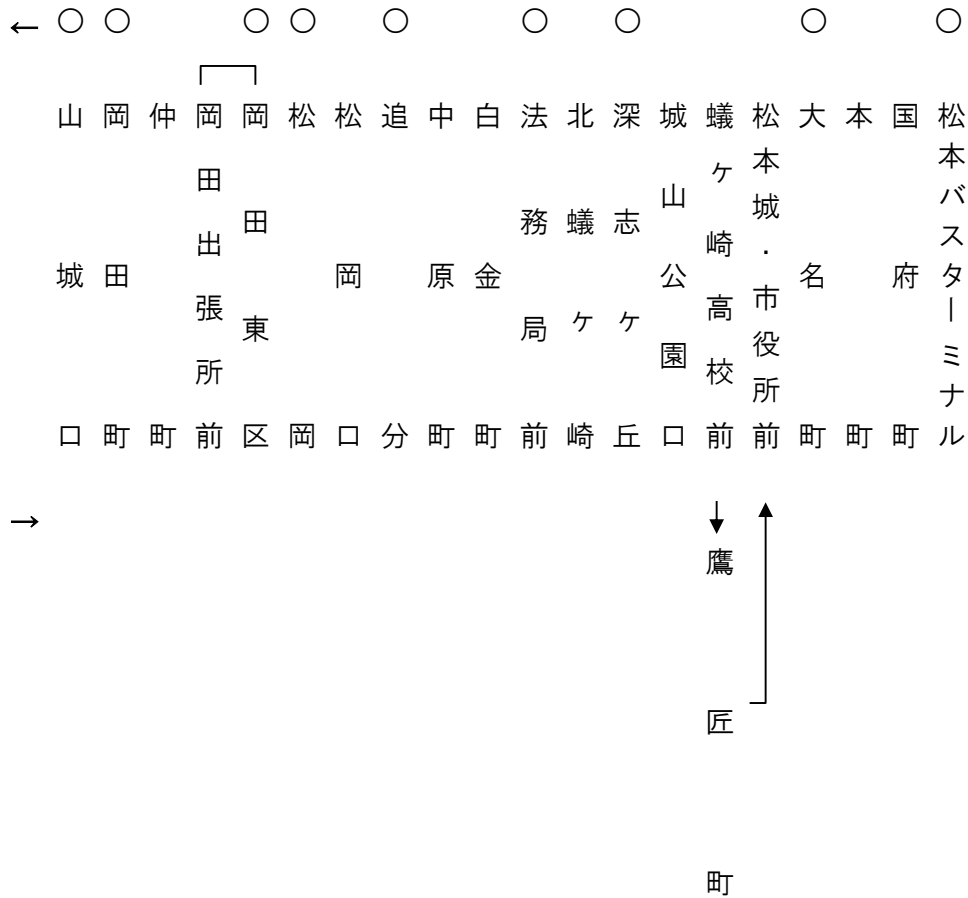 ← ○ ○ ○ ○ ○ ○ ○ ○ ○
松本バスターミナル
国府町
本町
大名町
松本城・市役所前
蟻ヶ崎高校前
城山公園口
深志ヶ丘
北蟻ヶ崎
法務局前
白金町
中原町
追分
松岡口
松岡
岡田東区
岡田出張所前
仲町
岡田町
山城口
→
鷹匠町